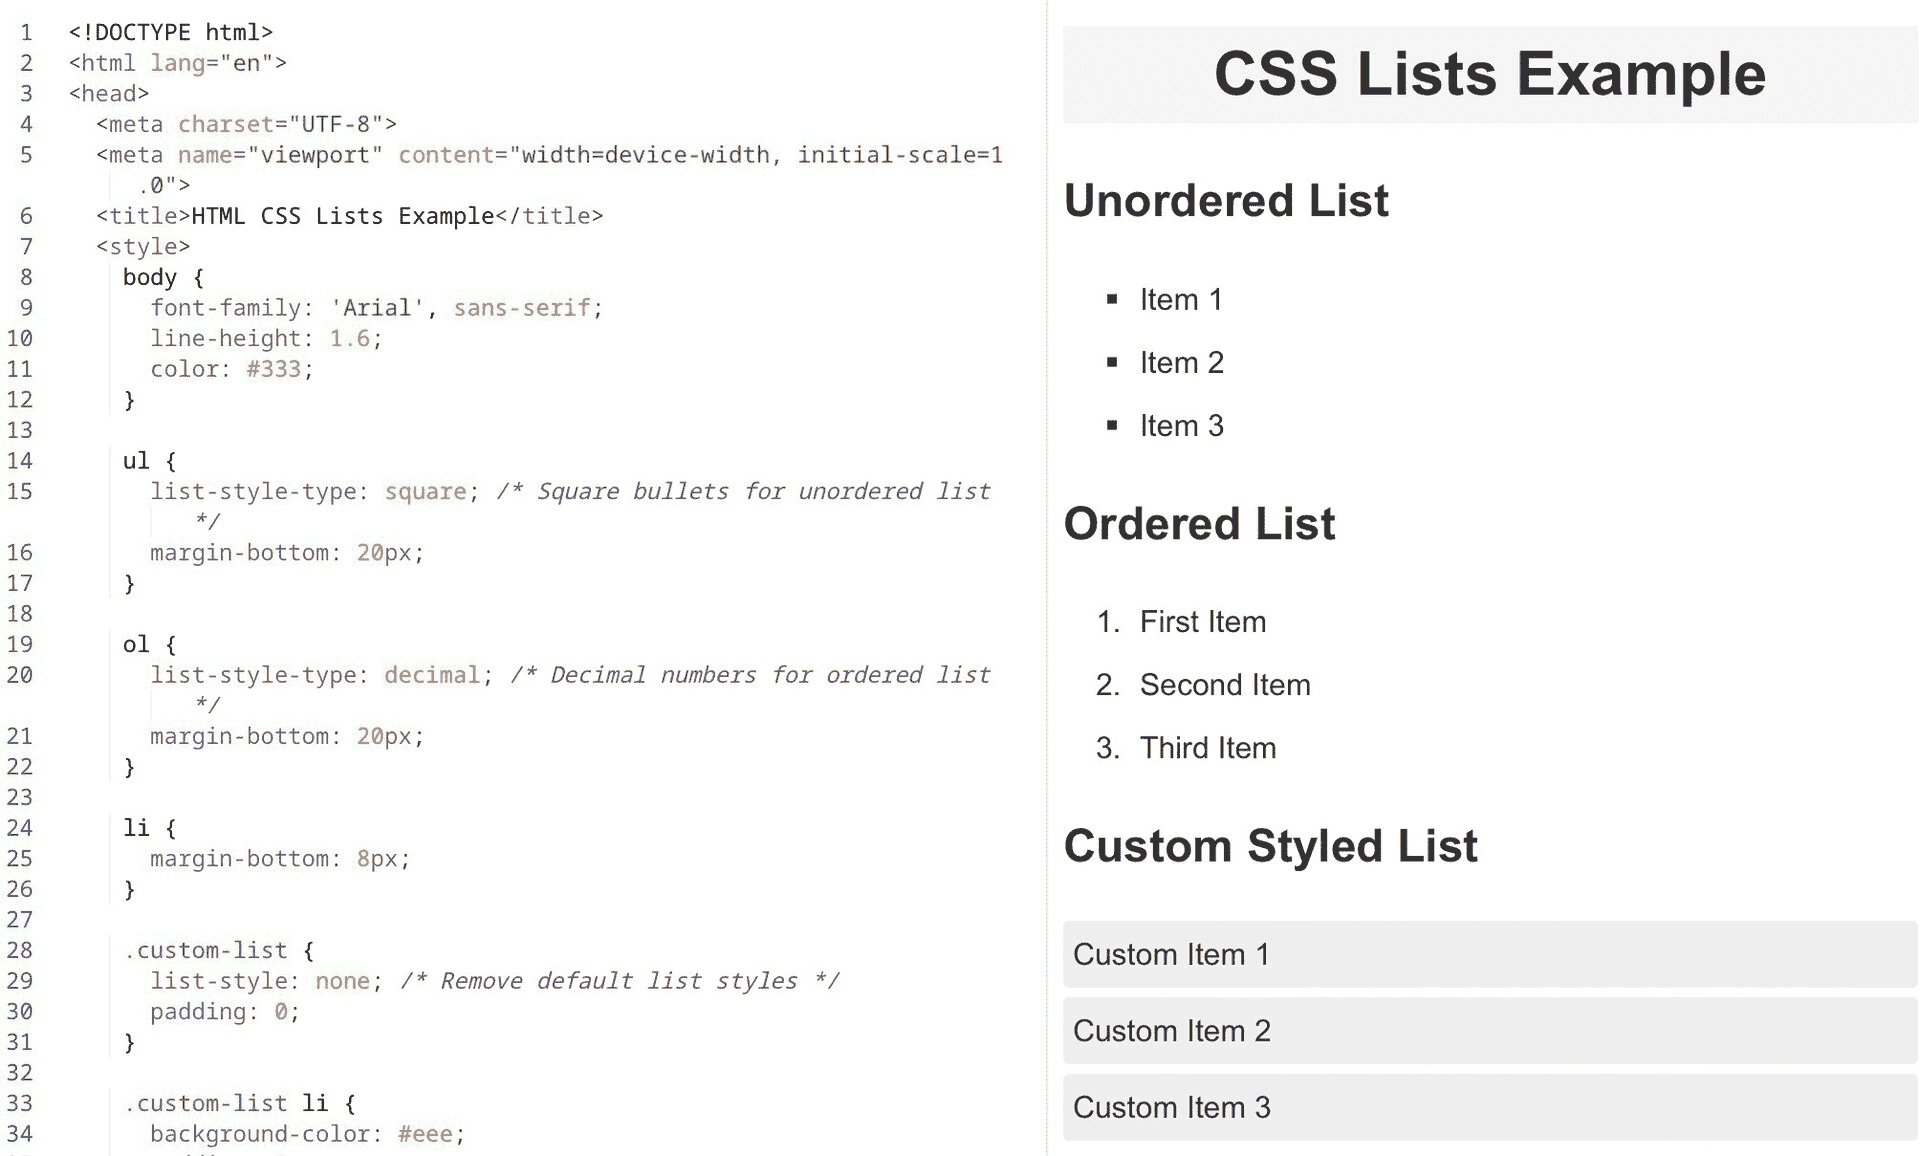 1 <!DOCTYPE html>
2 <html lang="en">
3 <head>
4 <meta charset="UTF-8">
5 <meta name="viewport" content="width=device-width, initial-scale=1
.0">
6 <title>HTML CSS Lists Example</title>
7 <style>
8 body {
9 font-family: 'Arial', sans-serif;
10 line-height: 1.6;
11 color: #333;
12 }
13
14 ul {
15 list-style-type: square; /* Square bullets for unordered list
*/
16 margin-bottom: 20px;
17 }
18
19 ol {
20 list-style-type: decimal; /* Decimal numbers for ordered list
*/
21 margin-bottom: 20px;
22 }
23
24 li {
25 margin-bottom: 8px;
26 }
27
28 .custom-list {
29 list-style: none; /* Remove default list styles */
30 padding: 0;
31 }
32
33 .custom-list li {
34 background-color: #eee;
CSS Lists Example
Unordered List
▪ Item 1
▪ Item 2
▪ Item 3
Ordered List
1. First Item
2. Second Item
3. Third Item
Custom Styled List
Custom Item 1
Custom Item 2
Custom Item 3